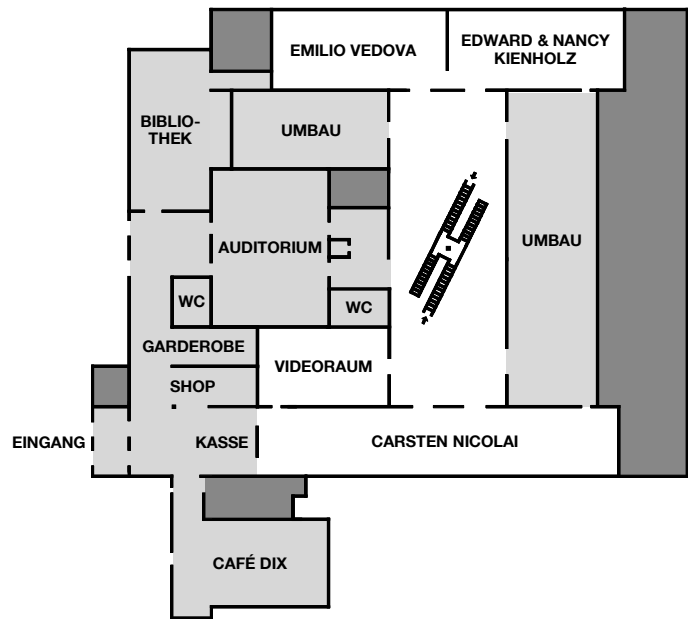 EMILIO VEDOVA
EDWARD & NANCY
KIENHOLZ
BIBLIO-
THEK
UMBAU
AUDITORIUM
UMBAU
WC
WC
GARDEROBE
VIDEORAUM
SHOP
EINGANG
KASSE
CARSTEN NICOLAI
CAFÉ DIX